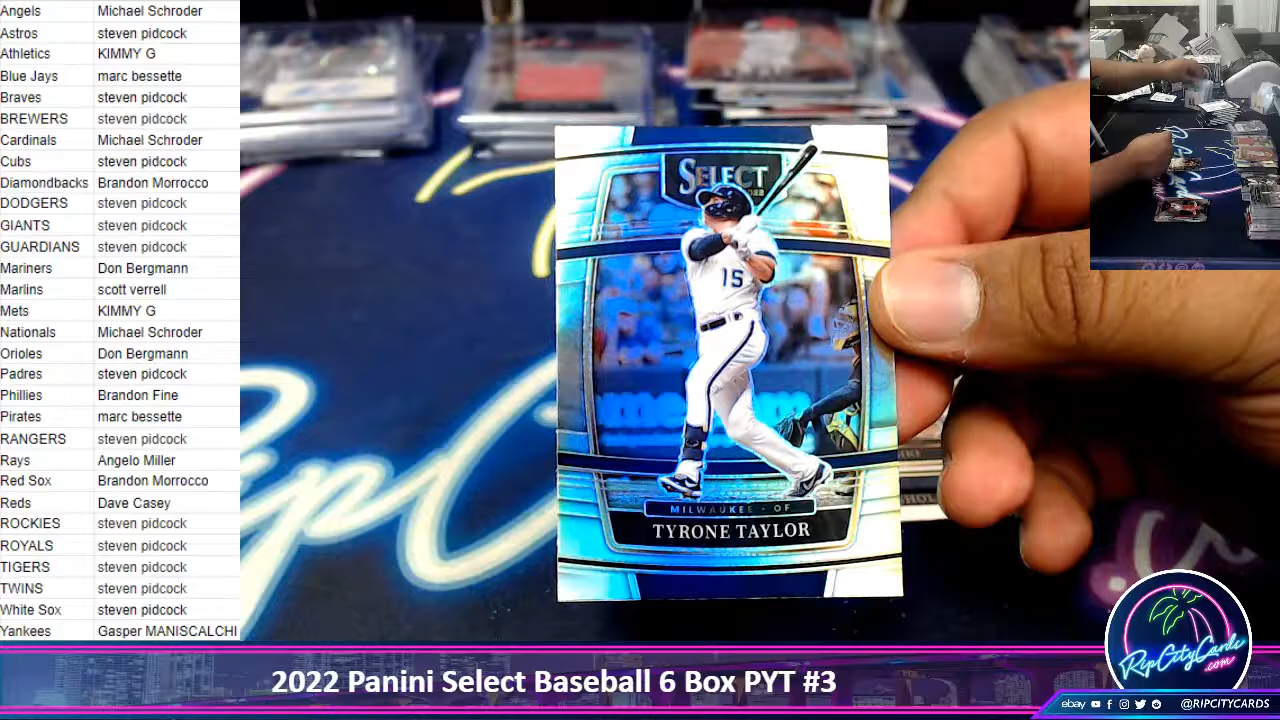 Angels Michael Schroder
Astros steven pidcock
Athletics KIMMY G
Blue Jays marc bessette
Braves steven pidcock
BREWERS steven pidcock
Cardinals Michael Schroder
Cubs steven pidcock
Diamondbacks Brandon Morrocco
DODGERS steven pidcock
GIANTS steven pidcock
GUARDIANS steven pidcock
Mariners Don Bergmann
Marlins scott verrell
Mets KIMMY G
Nationals Michael Schroder
Orioles Don Bergmann
Padres steven pidcock
Phillies Brandon Fine
Pirates marc bessette
RANGERS steven pidcock
Rays Angelo Miller
Red Sox Brandon Morrocco
Reds Dave Casey
ROCKIES steven pidcock
ROYALS steven pidcock
TIGERS steven pidcock
TWINS steven pidcock
White Sox steven pidcock
Yankees Gasper MANISCALCHI
SELECT
2022
15
MILWAUKEE - OF
TYRONE TAYLOR
2022 Panini Select Baseball 6 Box PYT #3
RipCityCards
.com
ebay @RIPCITYCARDS